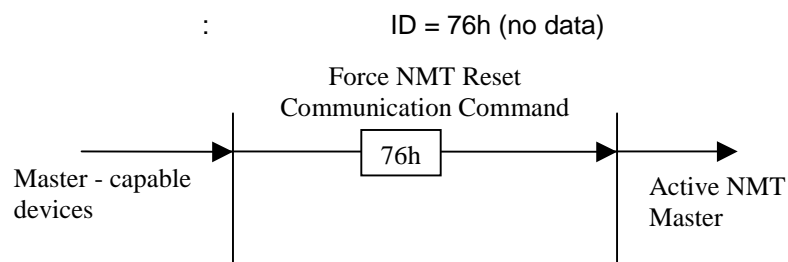 : ID = 76h (no data)
Force NMT Reset
Communication Command
76h
Master - capable
devices
Active NMT
Master